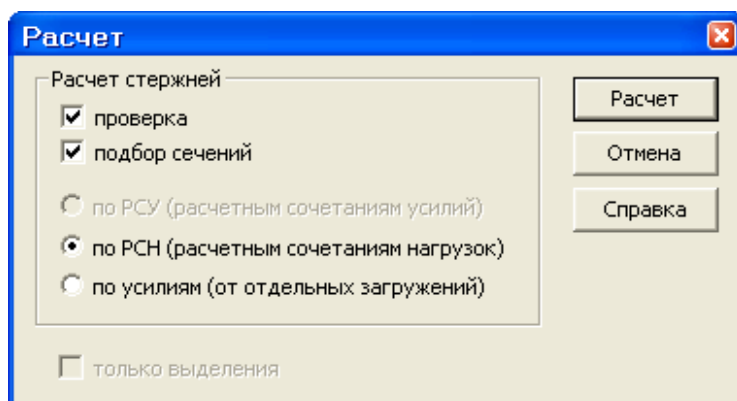 Расчет
Расчет стержней
проверка
подбор сечений
по РСУ (расчетным сочетаниям усилий)
по РСН (расчетным сочетаниям нагрузок)
по усилиям (от отдельных загружений)
только выделения
Расчет
Отмена
Справка